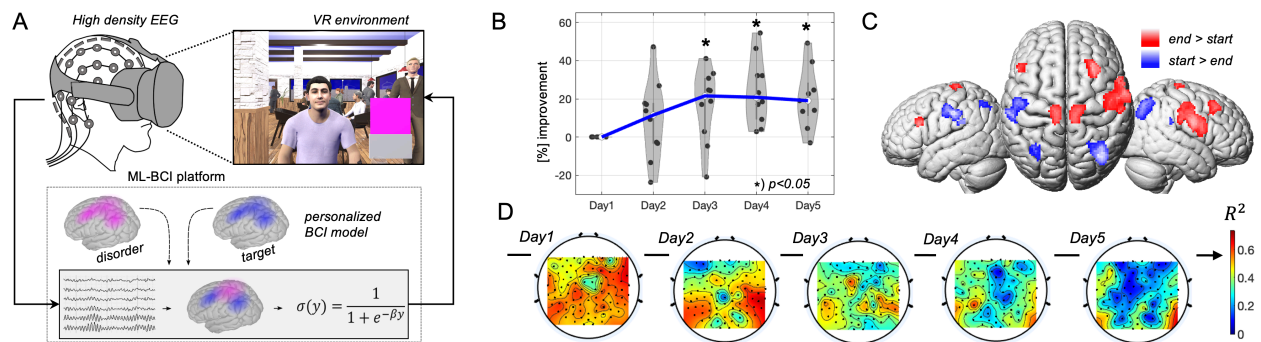 A
High density EEG
VR environment
ML-BCI platform
disorder
target
personalized
BCI model
σ(y) = 1 / 1 + e^{−βy}
B
[%] improvement
60
40
20
0
-20
Day1 Day2 Day3 Day4 Day5
* * *
*) p<0.05
C
end > start
start > end
D
Day1 Day2 Day3 Day4 Day5
R²
0.6
0.4
0.2
0